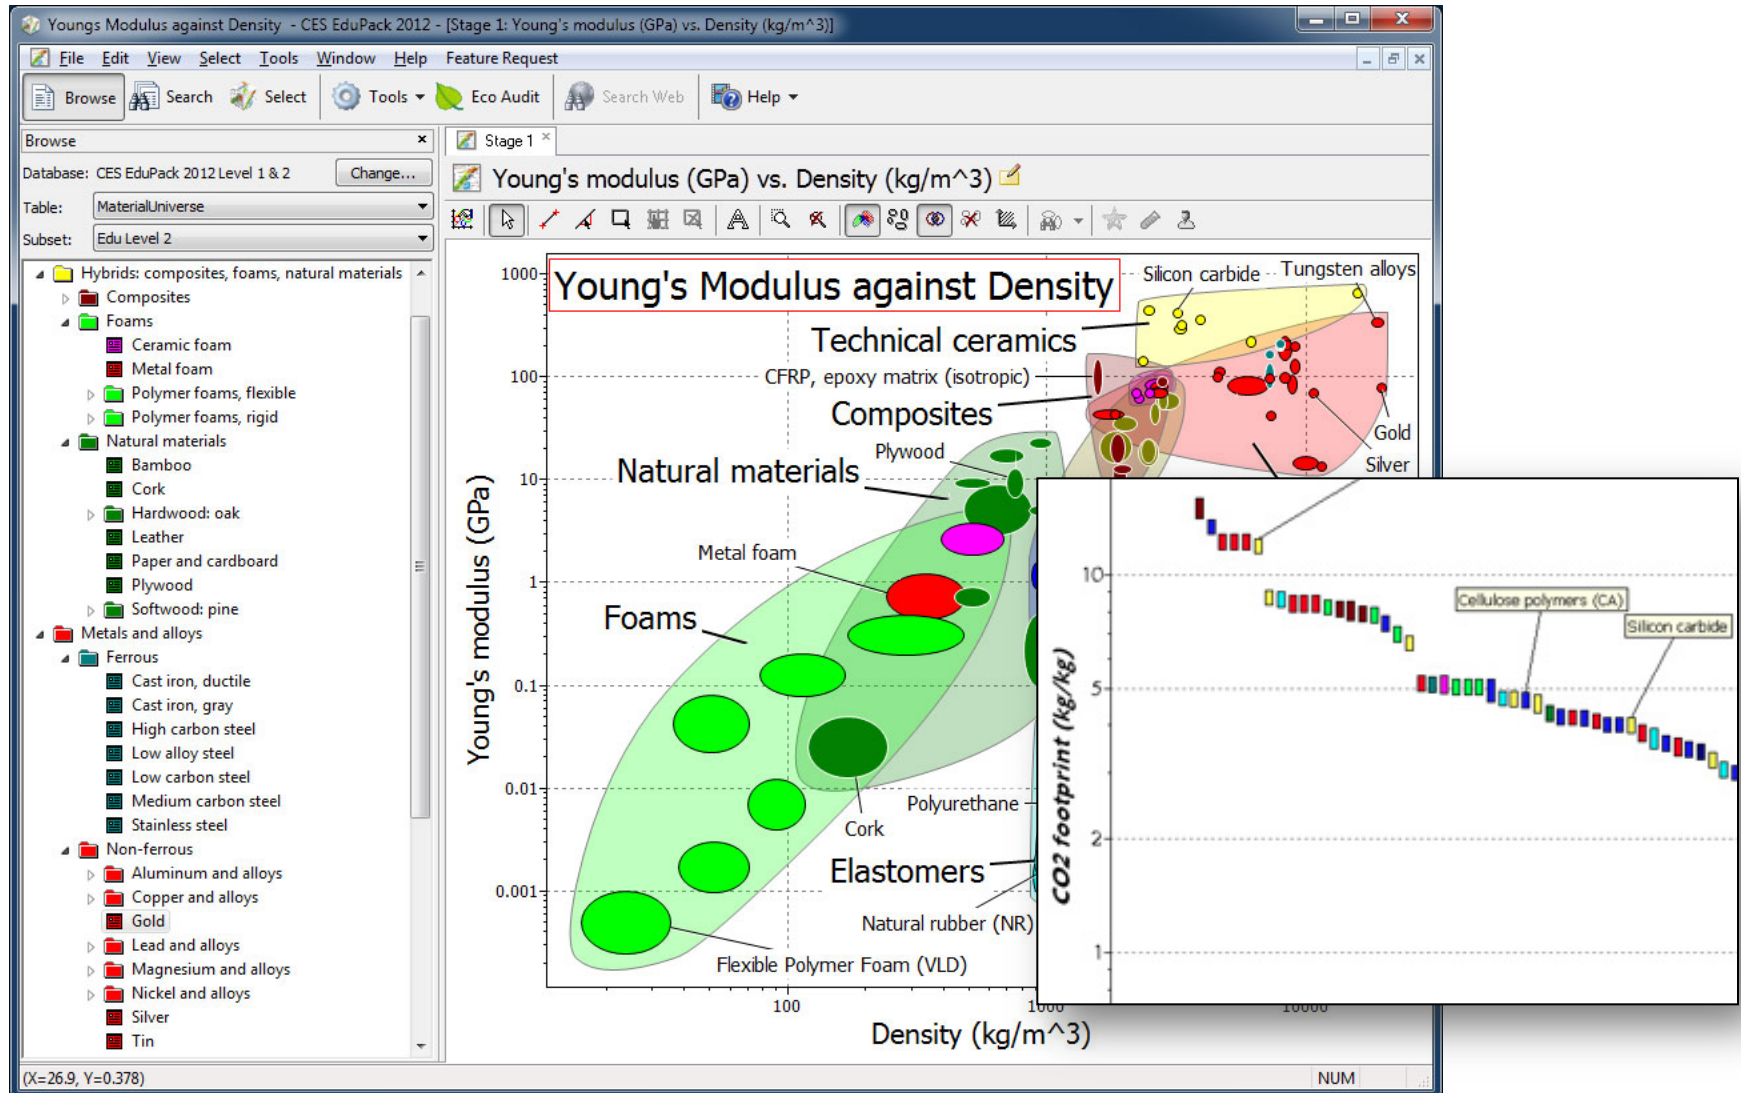 Youngs Modulus against Density - CES EduPack 2012 - [Stage 1: Young's modulus (GPa) vs. Density (kg/m^3)]
File Edit View Select Tools Window Help Feature Request
Browse Search Select Tools Eco Audit Search Web Help
Browse
Database: CES EduPack 2012 Level 1 & 2 Change...
Table: MaterialUniverse
Subset: Edu Level 2
Hybrids: composites, foams, natural materials
Composites
Foams
Ceramic foam
Metal foam
Polymer foams, flexible
Polymer foams, rigid
Natural materials
Bamboo
Cork
Hardwood: oak
Leather
Paper and cardboard
Plywood
Softwood: pine
Metals and alloys
Ferrous
Cast iron, ductile
Cast iron, gray
High carbon steel
Low alloy steel
Low carbon steel
Medium carbon steel
Stainless steel
Non-ferrous
Aluminum and alloys
Copper and alloys
Gold
Lead and alloys
Magnesium and alloys
Nickel and alloys
Silver
Tin
Stage 1
Young's modulus (GPa) vs. Density (kg/m^3)
Young's Modulus against Density
Silicon carbide
Tungsten alloys
Technical ceramics
CFRP, epoxy matrix (isotropic)
Composites
Plywood
Gold
Silver
Natural materials
Metal foam
Foams
Polyurethane
Cork
Elastomers
Natural rubber (NR)
Flexible Polymer Foam (VLD)
Young's modulus (GPa)
1000
100
10
1
0.1
0.01
0.001
100
1000
10000
Density (kg/m^3)
CO2 footprint (kg/kg)
10
5
2
1
Cellulose polymers (CA)
Silicon carbide
(X=26.9, Y=0.378)
NUM